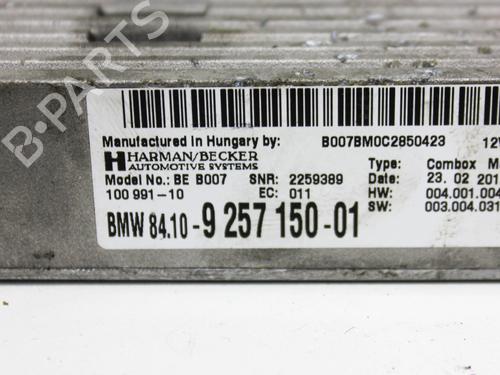 B-PARTS
Manufactured in Hungary by: B007BM0C2850423 12V
HARMAN/BECKER
AUTOMOTIVE SYSTEMS
Type: Combox M
Model No.: BE B007 SNR: 2259389 Date: 23. 02 201
100 991-10 EC: 011 HW: 004.001.004
SW: 003.004.031
BMW 84.10-9 257 150-01